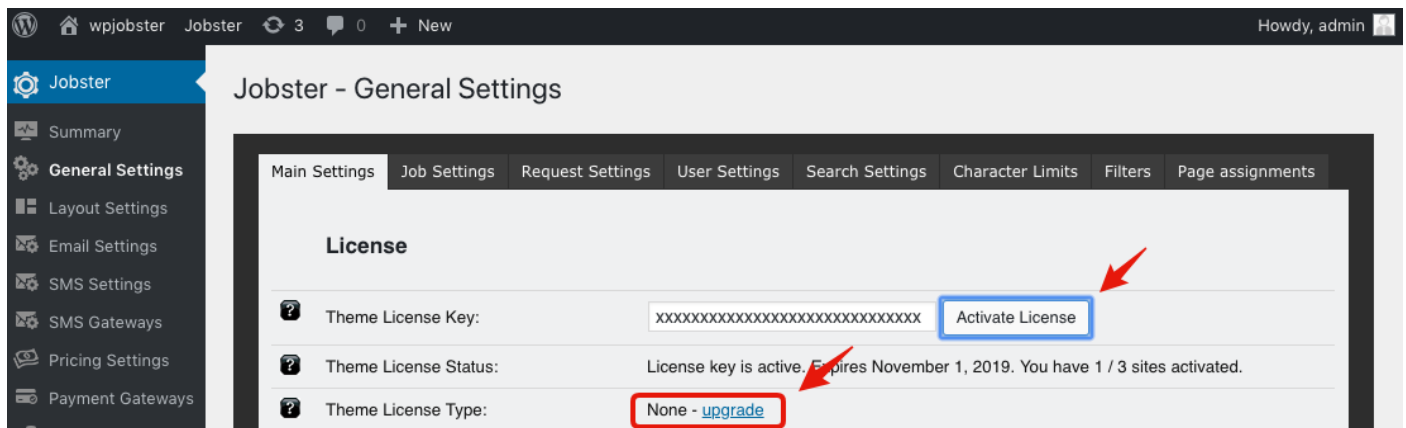 wpjobster Jobster 3 0 New Howdy, admin
Jobster
Summary
General Settings
Layout Settings
Email Settings
SMS Settings
SMS Gateways
Pricing Settings
Payment Gateways
Jobster - General Settings
Main Settings Job Settings Request Settings User Settings Search Settings Character Limits Filters Page assignments
License
Theme License Key: xxxxxxxxxxxxxxxxxxxxxxxxxxxxxx Activate License
Theme License Status: License key is active. Expires November 1, 2019. You have 1 / 3 sites activated.
Theme License Type: None - upgrade